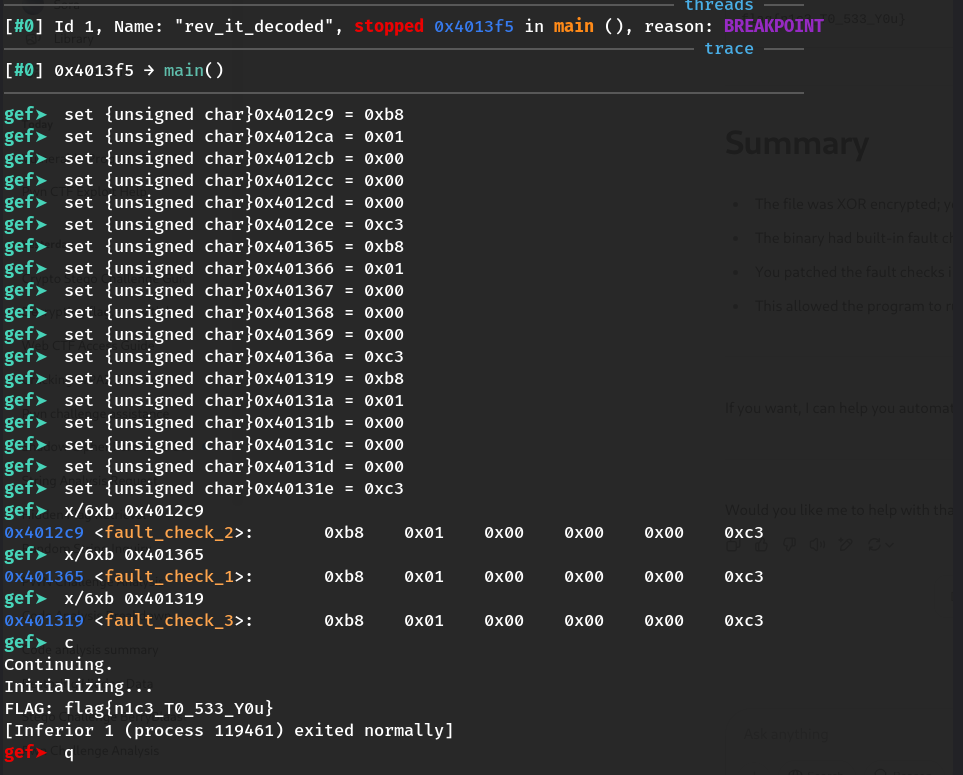 threads
[#0] Id 1, Name: "rev_it_decoded", stopped 0x4013f5 in main (), reason: BREAKPOINT
trace
[#0] 0x4013f5 → main()
gef➤  set {unsigned char}0x4012c9 = 0xb8
gef➤  set {unsigned char}0x4012ca = 0x01
gef➤  set {unsigned char}0x4012cb = 0x00
gef➤  set {unsigned char}0x4012cc = 0x00
gef➤  set {unsigned char}0x4012cd = 0x00
gef➤  set {unsigned char}0x4012ce = 0xc3
gef➤  set {unsigned char}0x401365 = 0xb8
gef➤  set {unsigned char}0x401366 = 0x01
gef➤  set {unsigned char}0x401367 = 0x00
gef➤  set {unsigned char}0x401368 = 0x00
gef➤  set {unsigned char}0x401369 = 0x00
gef➤  set {unsigned char}0x40136a = 0xc3
gef➤  set {unsigned char}0x401319 = 0xb8
gef➤  set {unsigned char}0x40131a = 0x01
gef➤  set {unsigned char}0x40131b = 0x00
gef➤  set {unsigned char}0x40131c = 0x00
gef➤  set {unsigned char}0x40131d = 0x00
gef➤  set {unsigned char}0x40131e = 0xc3
gef➤  x/6xb 0x4012c9
0x4012c9 <fault_check_2>:	0xb8	0x01	0x00	0x00	0x00	0xc3
gef➤  x/6xb 0x401365
0x401365 <fault_check_1>:	0xb8	0x01	0x00	0x00	0x00	0xc3
gef➤  x/6xb 0x401319
0x401319 <fault_check_3>:	0xb8	0x01	0x00	0x00	0x00	0xc3
gef➤  c
Continuing.
Initializing...
FLAG: flag{n1c3_T0_533_Y0u}
[Inferior 1 (process 119461) exited normally]
gef➤  q
Summary
The file was XOR encrypted;
The binary had built-in fault
You patched the fault checks
This allowed the program to
If you want, I can help you
Would you like me to help with
Ask anything